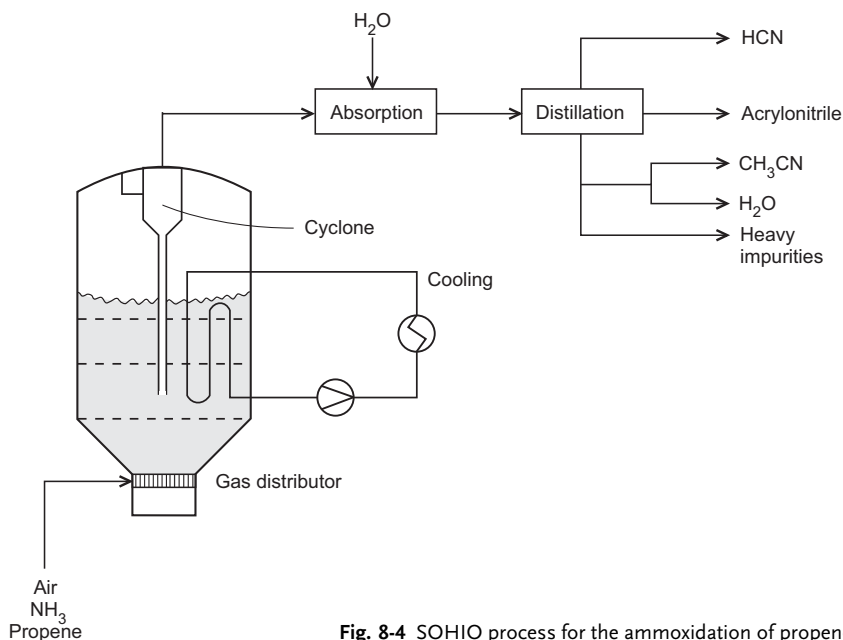 H2O
Absorption
Distillation
HCN
Acrylonitrile
CH3CN
H2O
Heavy
impurities
Cyclone
Cooling
Gas distributor
Air
NH3
Propene
Fig. 8-4 SOHIO process for the ammoxidation of propen